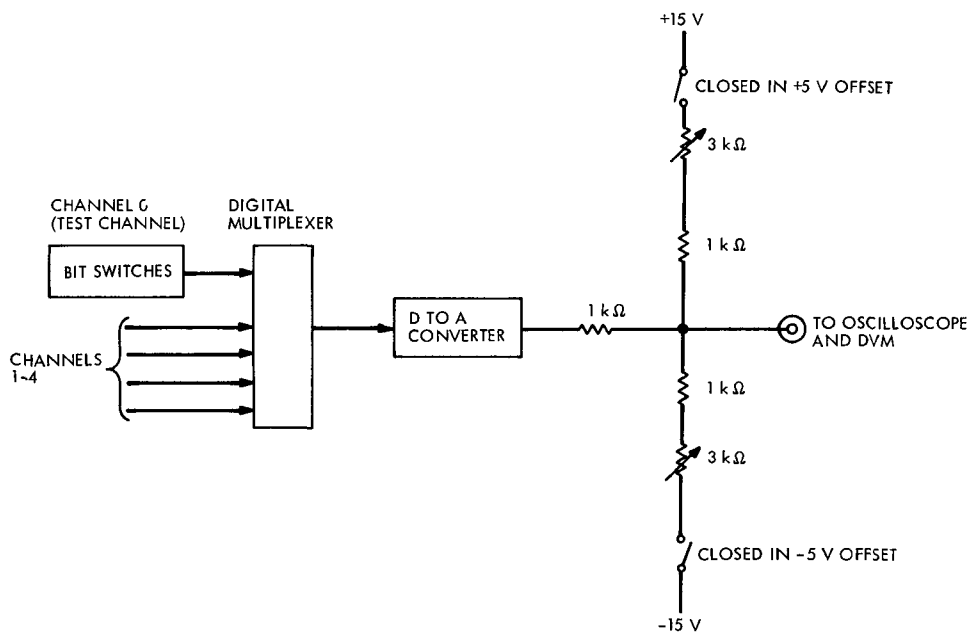 +15 V
CLOSED IN +5 V OFFSET
3 kΩ
CHANNEL 0
(TEST CHANNEL)
DIGITAL
MULTIPLEXER
1 kΩ
BIT SWITCHES
D TO A
CONVERTER
1 kΩ
TO OSCILLOSCOPE
AND DVM
CHANNELS
1-4
1 kΩ
3 kΩ
CLOSED IN -5 V OFFSET
-15 V